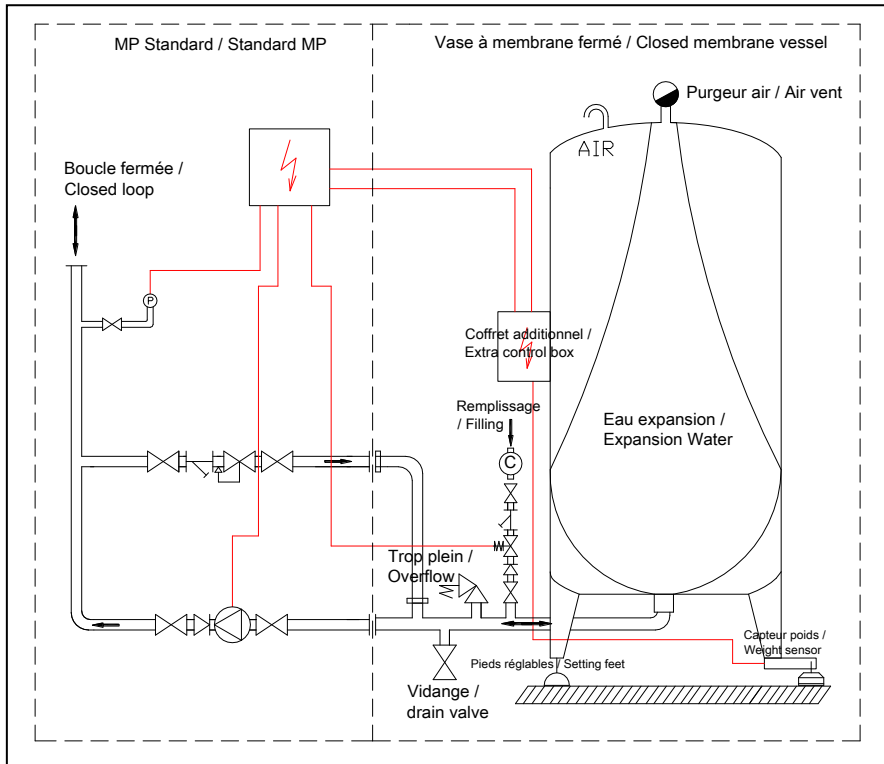 MP Standard / Standard MP
Vase à membrane fermé / Closed membrane vessel
Purgeur air / Air vent
AIR
Boucle fermée /
Closed loop
P
Coffret additionnel /
Extra control box
Remplissage
/ Filling
C
Eau expansion /
Expansion Water
Trop plein /
Overflow
Capteur poids /
Weight sensor
Pieds réglables / Setting feet
Vidange /
drain valve